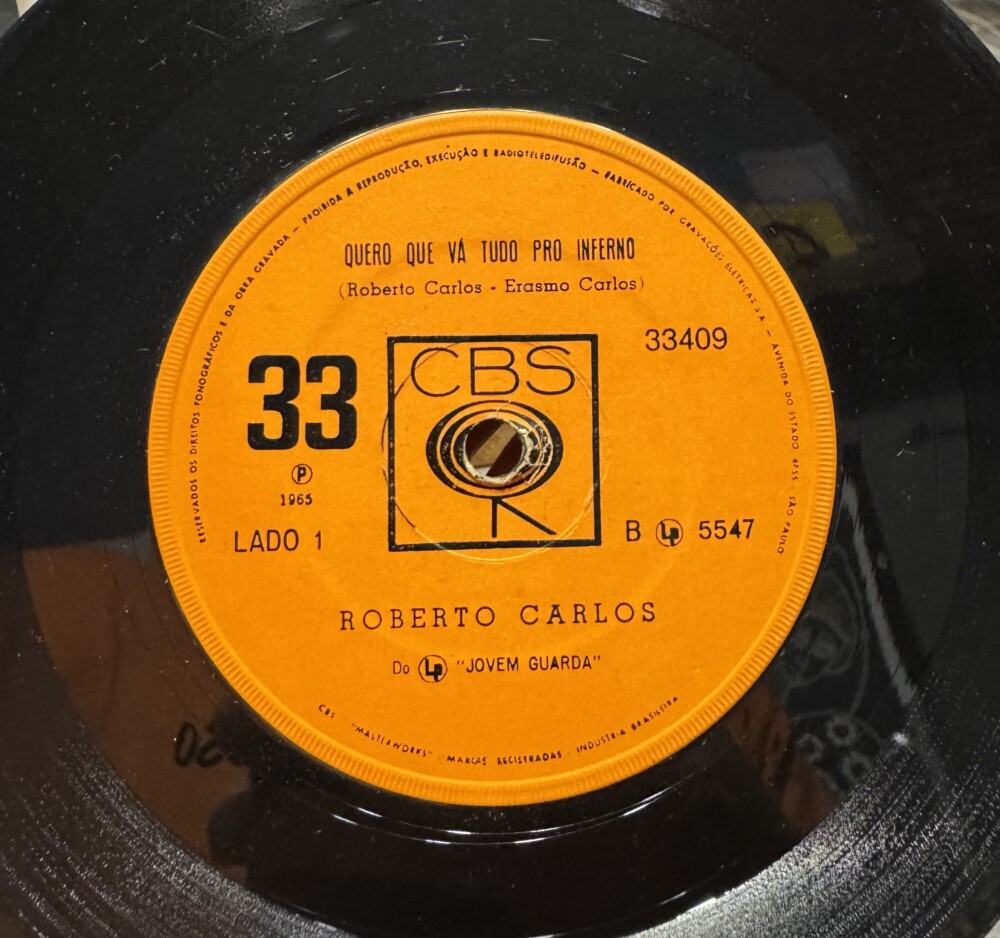 RESERVADOS OS DIREITOS FONOGRÁFICOS E DA OBRA GRAVADA — PROIBIDA A REPRODUÇÃO, EXECUÇÃO E RADIOTELEDIFUSÃO — FABRICADO POR GRAVAÇÕES ELÉTRICAS S.A. — AVENIDA DO ESTADO, 4755 - SÃO PAULO
QUERO QUE VÁ TUDO PRO INFERNO
(Roberto Carlos - Erasmo Carlos)
33409
33
CBS
Ⓟ
1965
LADO 1
B LP 5547
ROBERTO CARLOS
Do LP "JOVEM GUARDA"
CBS "MASTERWORKS" - MARCAS REGISTRADAS - INDÚSTRIA BRASILEIRA